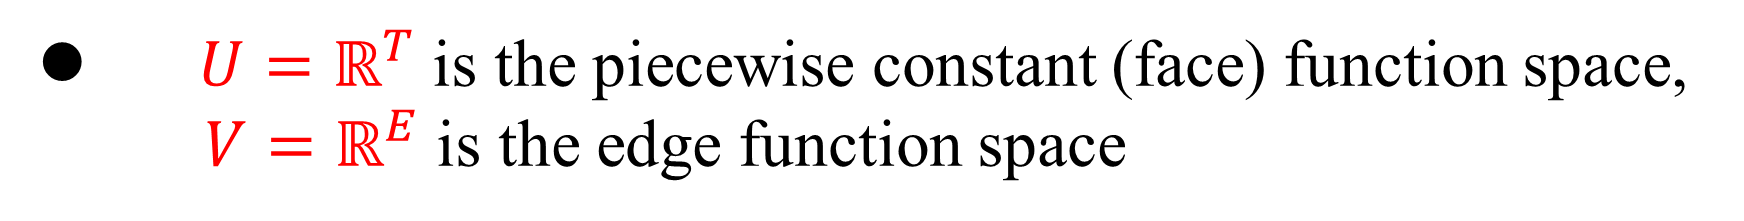 ● U = ℝ^T is the piecewise constant (face) function space,
V = ℝ^E is the edge function space